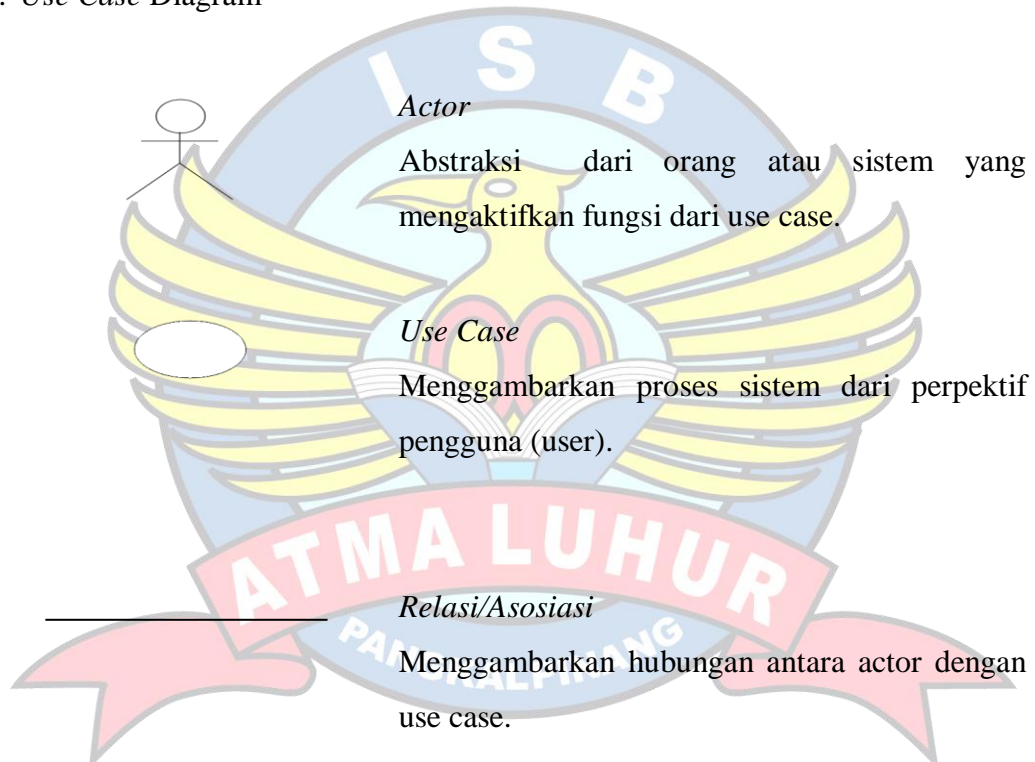 Use Case Diagram
I S B
Actor
Abstraksi dari orang atau sistem yang
mengaktifkan fungsi dari use case.
Use Case
Menggambarkan proses sistem dari perpektif
pengguna (user).
ATMA LUHUR
Relasi/Asosiasi
PANGKALPINANG
Menggambarkan hubungan antara actor dengan
use case.